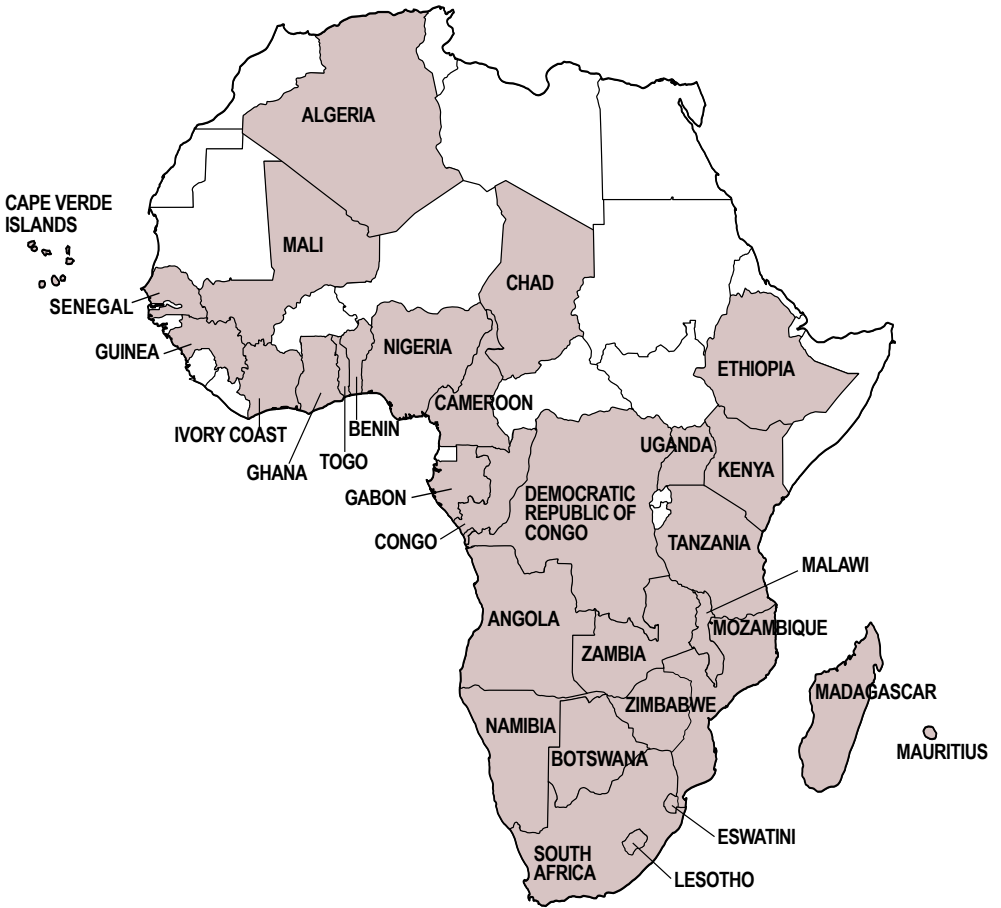 ALGERIA
CAPE VERDE
ISLANDS
MALI
CHAD
SENEGAL
GUINEA
NIGERIA
ETHIOPIA
CAMEROON
IVORY COAST
BENIN
GHANA
TOGO
UGANDA
KENYA
GABON
DEMOCRATIC
REPUBLIC OF
CONGO
CONGO
TANZANIA
MALAWI
ANGOLA
MOZAMBIQUE
ZAMBIA
MADAGASCAR
ZIMBABWE
NAMIBIA
MAURITIUS
BOTSWANA
ESWATINI
SOUTH
AFRICA
LESOTHO